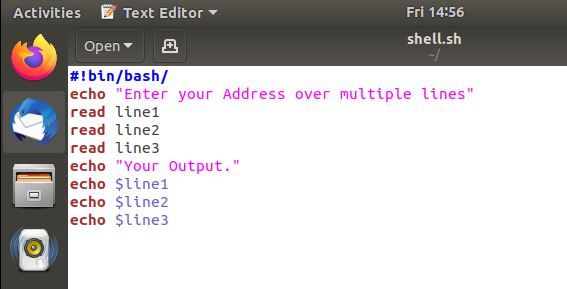 Activities Text Editor Fri 14:56
Open shell.sh
~/
#!bin/bash/
echo "Enter your Address over multiple lines"
read line1
read line2
read line3
echo "Your Output."
echo $line1
echo $line2
echo $line3